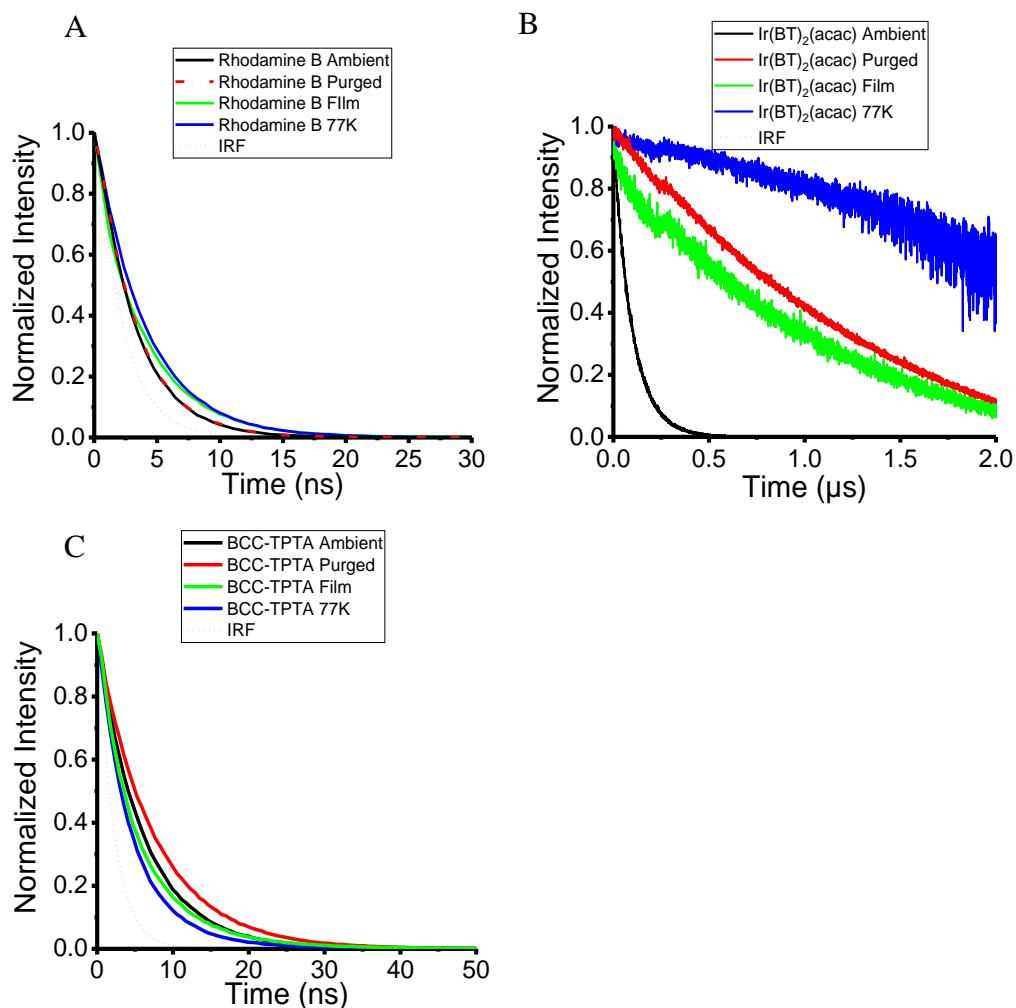 A
Rhodamine B Ambient
Rhodamine B Purged
Rhodamine B FIlm
Rhodamine B 77K
IRF
1.0
0.8
0.6
0.4
0.2
0.0
Normalized Intensity
0 5 10 15 20 25 30
Time (ns)
B
Ir(BT)2(acac) Ambient
Ir(BT)2(acac) Purged
Ir(BT)2(acac) Film
Ir(BT)2(acac) 77K
IRF
1.0
0.8
0.6
0.4
0.2
0.0
Normalized Intensity
0.0 0.5 1.0 1.5 2.0
Time (µs)
C
BCC-TPTA Ambient
BCC-TPTA Purged
BCC-TPTA Film
BCC-TPTA 77K
IRF
1.0
0.8
0.6
0.4
0.2
0.0
Normalized Intensity
0 10 20 30 40 50
Time (ns)